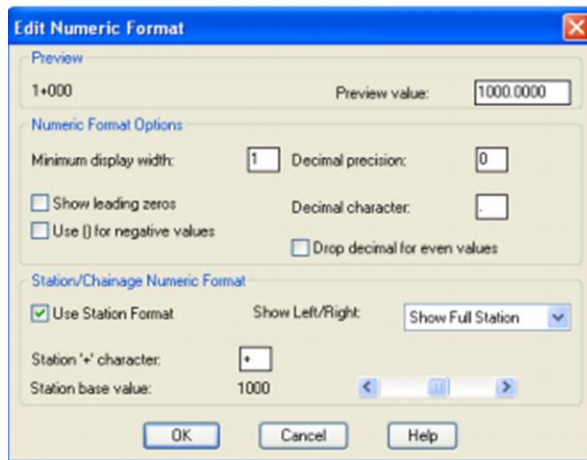 Edit Numeric Format
Preview
1+000 Preview value: 1000.0000
Numeric Format Options
Minimum display width: 1 Decimal precision: 0
Show leading zeros Decimal character: .
Use () for negative values
Drop decimal for even values
Station/Chainage Numeric Format
Use Station Format Show Left/Right: Show Full Station
Station '+' character: +
Station base value: 1000
OK Cancel Help